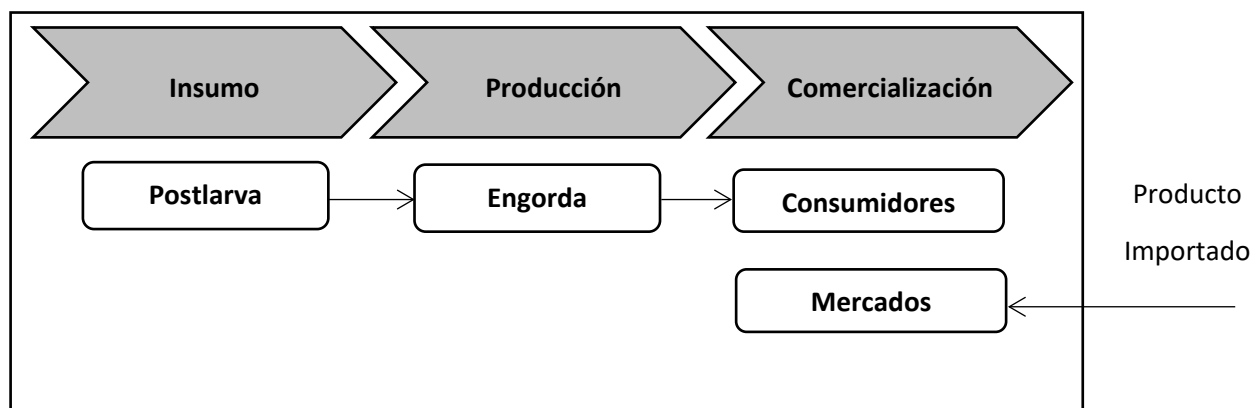 Insumo
Producción
Comercialización
Postlarva
Engorda
Consumidores
Mercados
Producto
Importado